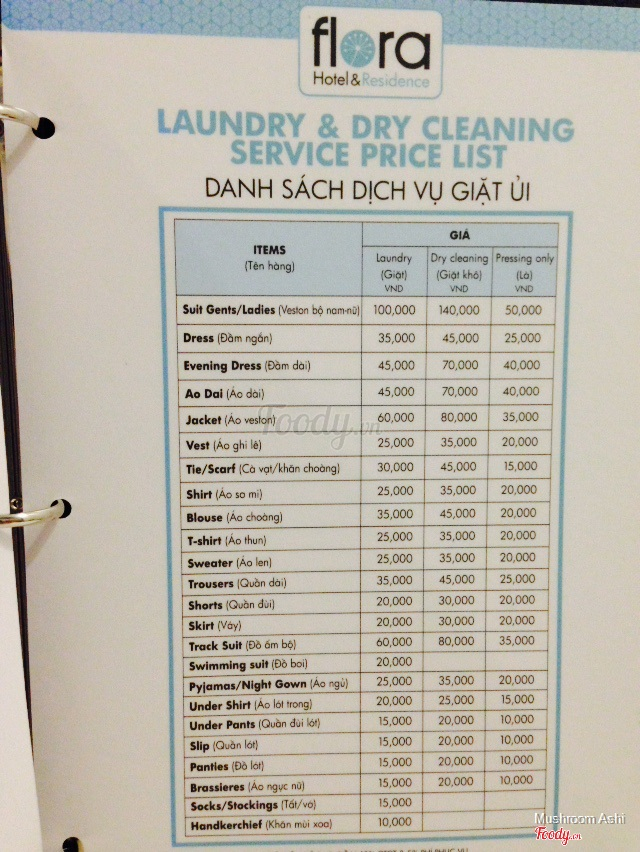 flora
Hotel&Residence
LAUNDRY & DRY CLEANING
SERVICE PRICE LIST
DANH SÁCH DỊCH VỤ GIẶT ỦI
ITEMS
(Tên hàng)
GIÁ
Laundry
(Giặt)
VND
Dry cleaning
(Giặt khô)
VND
Pressing only
(Là)
VND
Suit Gents/Ladies (Veston bộ nam-nữ) 100,000 140,000 50,000
Dress (Đầm ngắn) 35,000 45,000 25,000
Evening Dress (Đầm dài) 45,000 70,000 40,000
Ao Dai (Áo dài) 45,000 70,000 40,000
Jacket (Áo veston) 60,000 80,000 35,000
Foody.vn
Vest (Áo ghi lê) 25,000 35,000 20,000
Tie/Scarf (Cà vạt/khăn choàng) 30,000 45,000 15,000
Shirt (Áo sơ mi) 25,000 35,000 20,000
Blouse (Áo choàng) 35,000 45,000 20,000
T-shirt (Áo thun) 25,000 35,000 20,000
Sweater (Áo len) 25,000 35,000 20,000
Trousers (Quần dài) 35,000 45,000 25,000
Shorts (Quần đùi) 20,000 30,000 20,000
Skirt (Váy) 20,000 30,000 20,000
Track Suit (Đồ ấm bộ) 60,000 80,000 35,000
Swimming suit (Đồ bơi) 20,000
Pyjamas/Night Gown (Áo ngủ) 25,000 35,000 20,000
Under Shirt (Áo lót trong) 20,000 25,000 15,000
Under Pants (Quần đùi lót) 15,000 20,000 10,000
Slip (Quần lót) 15,000 20,000 10,000
Panties (Đồ lót) 15,000 20,000 10,000
Brassieres (Áo ngực nữ) 15,000 20,000 10,000
Socks/Stockings (Tất/vớ) 15,000
Handkerchief (Khăn mùi xoa) 10,000
Mushroom Ashi
Foody.vn